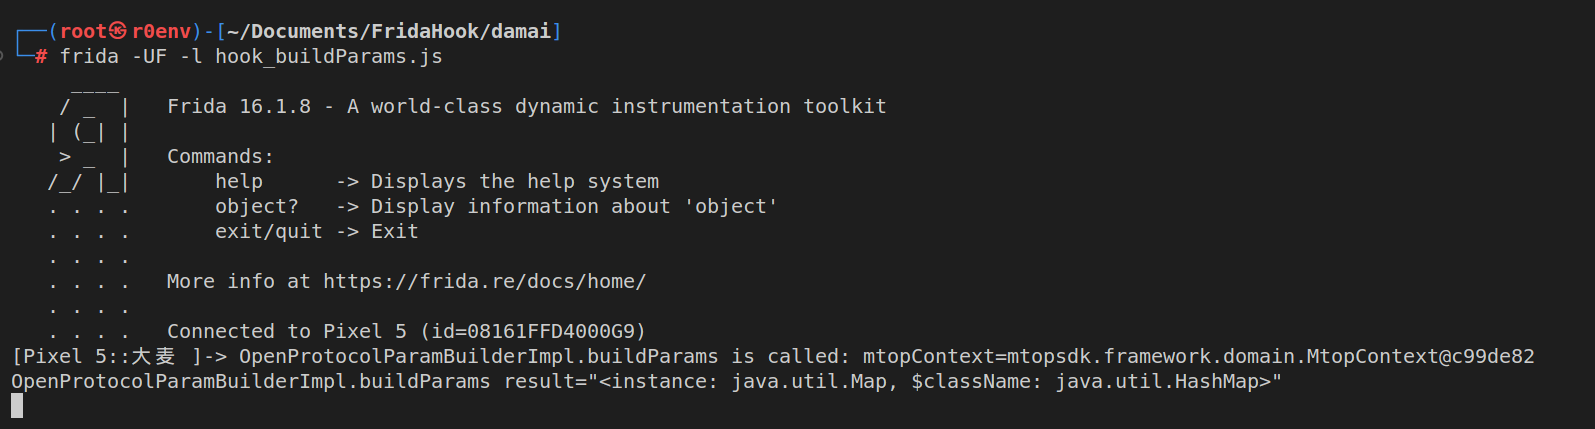 ┌──(root㉿r0env)-[~/Documents/FridaHook/damai]
└─# frida -UF -l hook_buildParams.js
     ____
    / _  |   Frida 16.1.8 - A world-class dynamic instrumentation toolkit
   | (_| |
    > _  |   Commands:
   /_/ |_|       help      -> Displays the help system
   . . . .       object?   -> Display information about 'object'
   . . . .       exit/quit -> Exit
   . . . .
   . . . .   More info at https://frida.re/docs/home/
   . . . .
   . . . .   Connected to Pixel 5 (id=08161FFD4000G9)
[Pixel 5::大麦 ]-> OpenProtocolParamBuilderImpl.buildParams is called: mtopContext=mtopsdk.framework.domain.MtopContext@c99de82
OpenProtocolParamBuilderImpl.buildParams result="<instance: java.util.Map, $className: java.util.HashMap>"